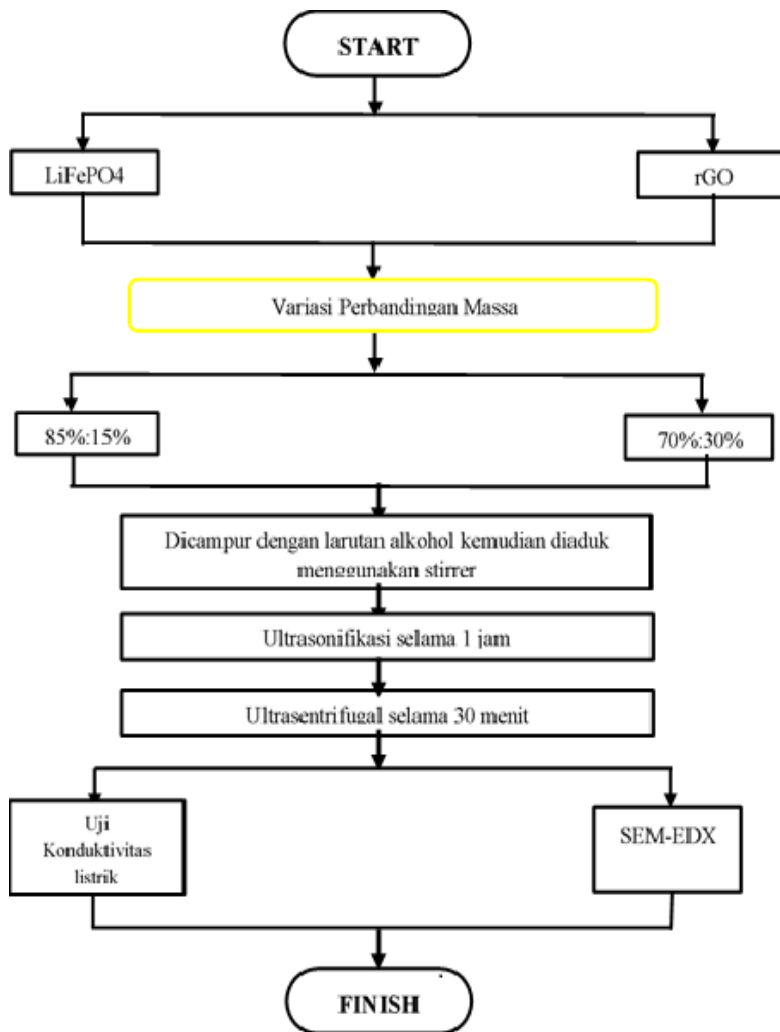 START
LiFePO4
rGO
Variasi Perbandingan Massa
85%:15%
70%:30%
Dicampur dengan larutan alkohol kemudian diaduk
menggunakan stirrer
Ultrasonifikasi sellama 1 jam
Ultrasentrifugal selama 30 menit
Uji
Konduktivitas
listrik
SEM-EDX
FINISH